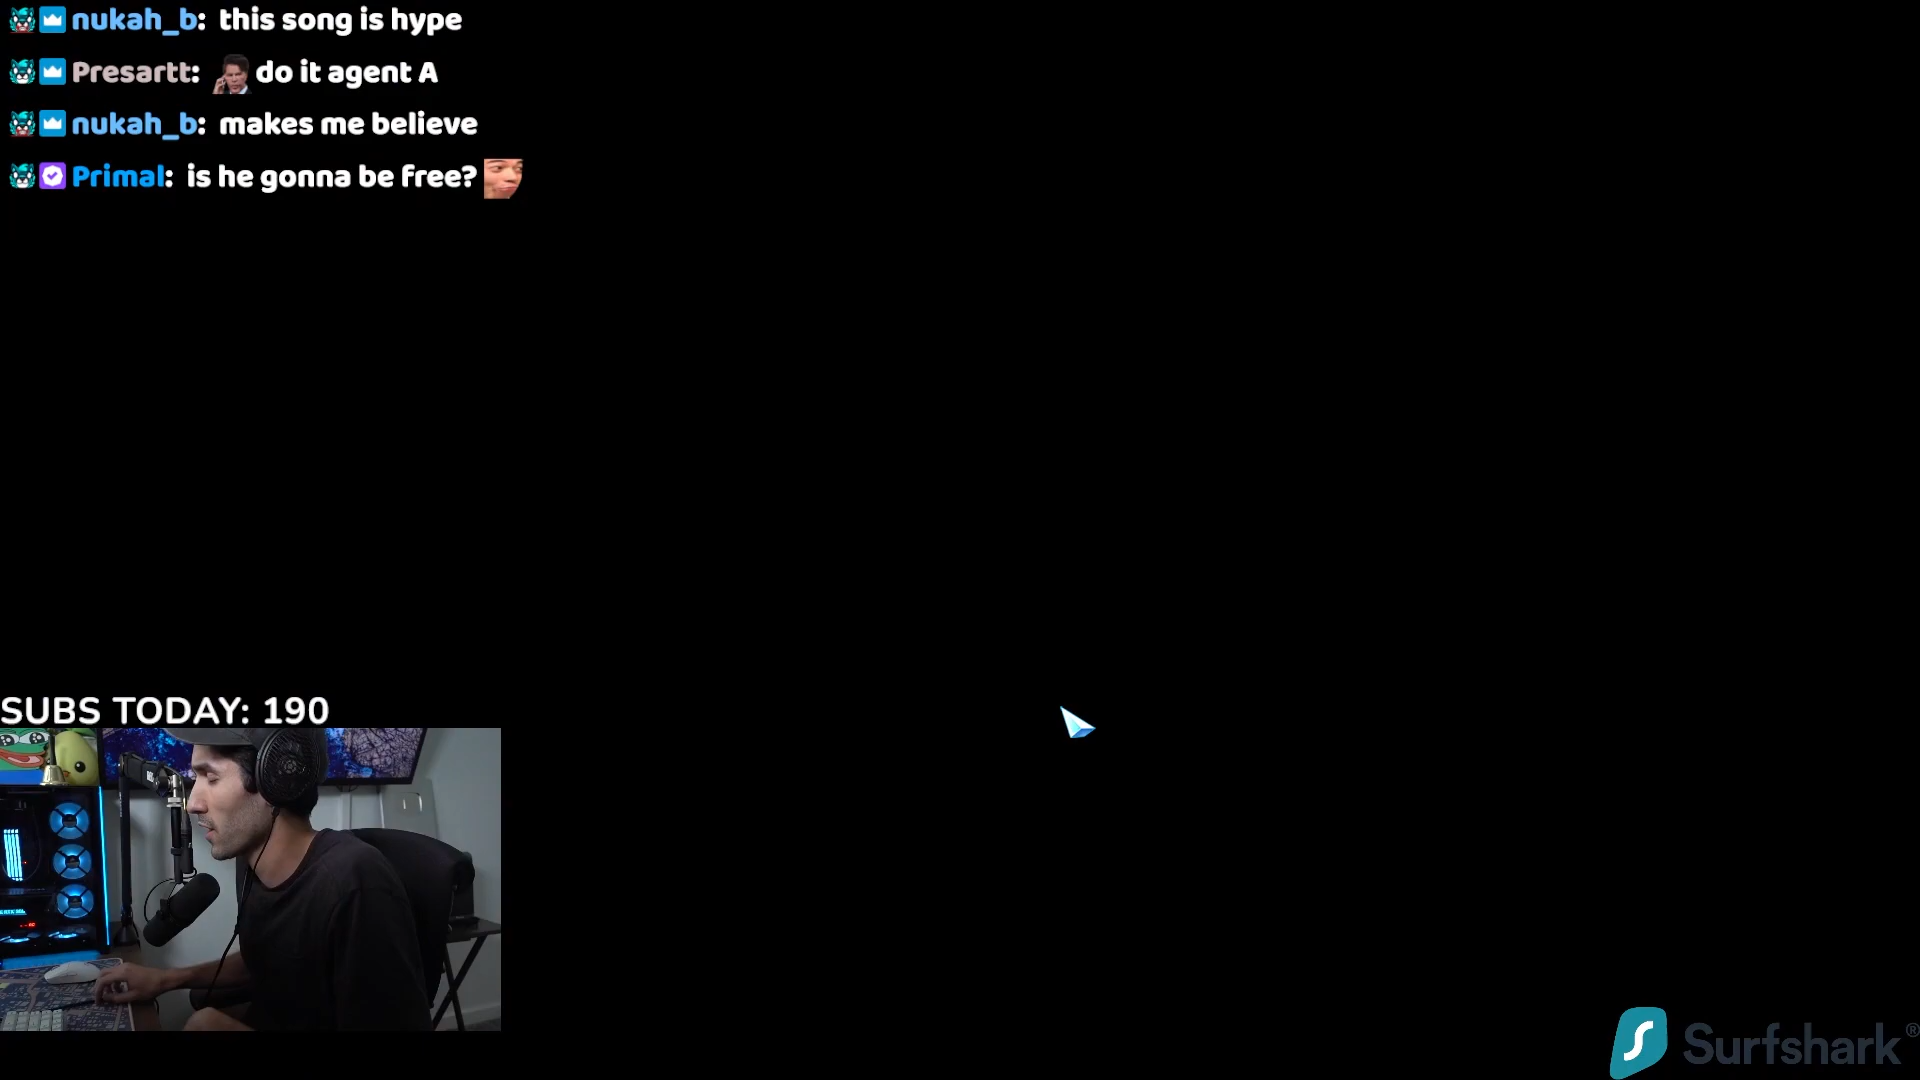 nukah_b: this song is hype
Presartt: do it agent A
nukah_b: makes me believe
Primal: is he gonna be free?
SUBS TODAY: 190
Surfshark®